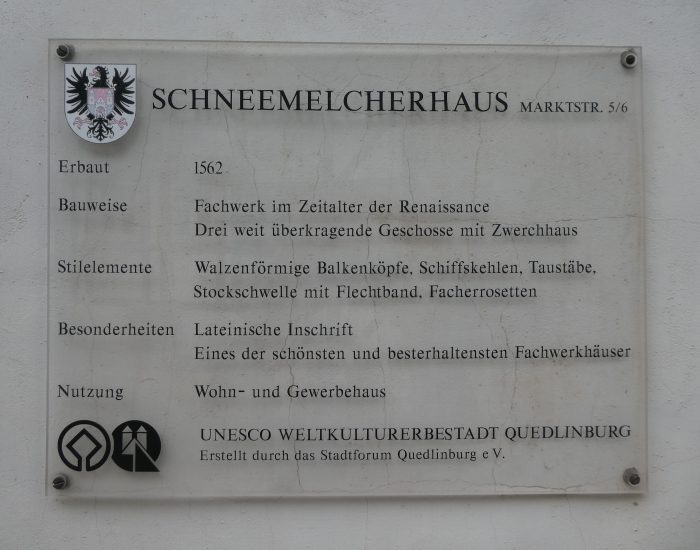 SCHNEEMELCHERHAUS MARKTSTR. 5/6
Erbaut 1562
Bauweise Fachwerk im Zeitalter der Renaissance
Drei weit überkragende Geschosse mit Zwerchhaus
Stilelemente Walzenförmige Balkenköpfe, Schiffskehlen, Taustäbe,
Stockschwelle mit Flechtband, Facherrosetten
Besonderheiten Lateinische Inschrift
Eines der schönsten und besterhaltensten Fachwerkhäuser
Nutzung Wohn- und Gewerbehaus
UNESCO WELTKULTURERBESTADT QUEDLINBURG
Erstellt durch das Stadtforum Quedlinburg e V.